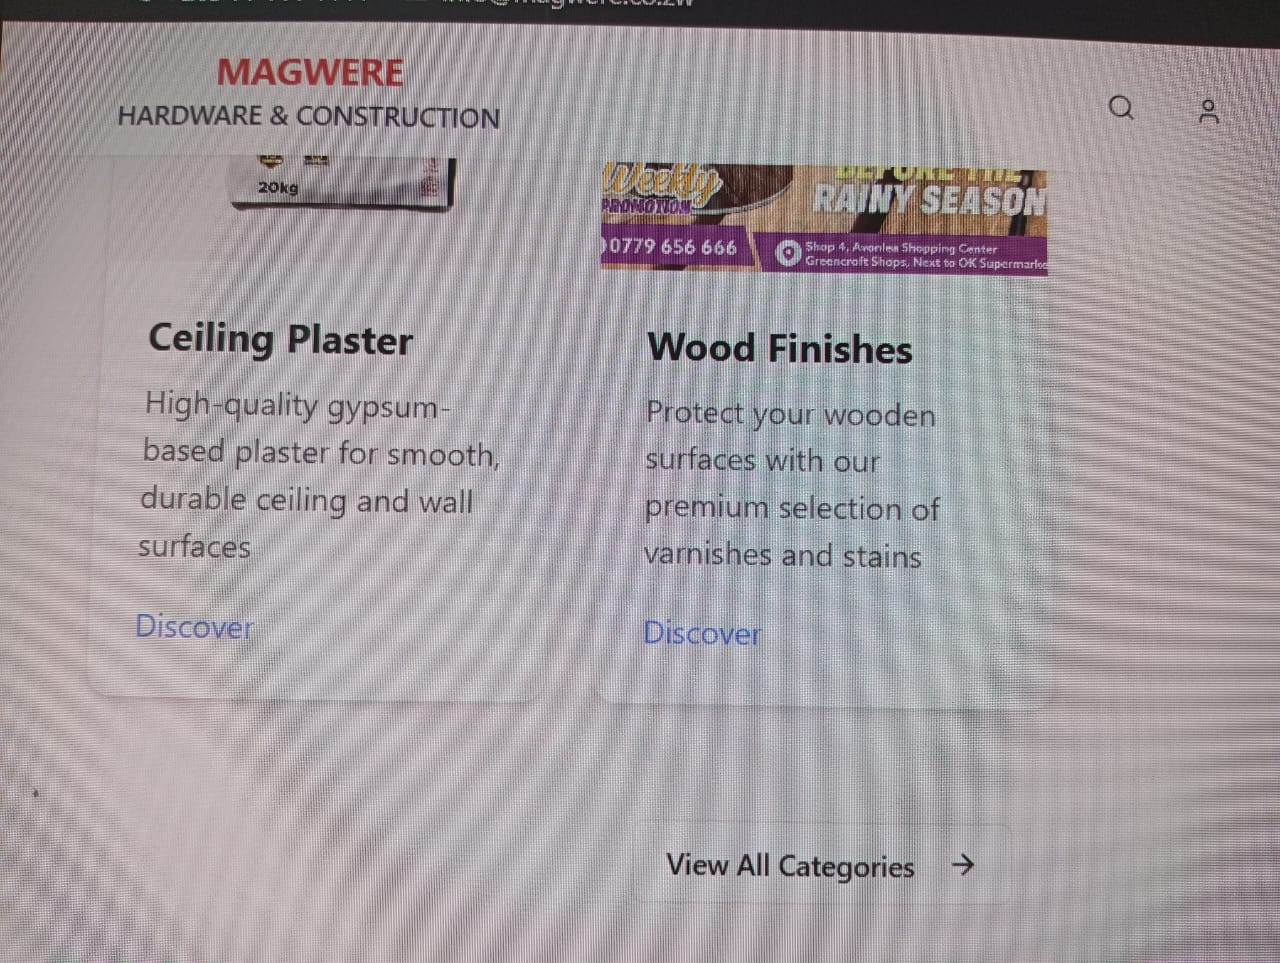 MAGWERE
HARDWARE & CONSTRUCTION
20kg
Weekly
PROMOTION
BEFORE THE
RAINY SEASON
0779 656 666
Shop 4, Avonlea Shopping Center
Greencroft Shops, Next to OK Supermarke
Ceiling Plaster
High-quality gypsum-
based plaster for smooth,
durable ceiling and wall
surfaces
Discover
Wood Finishes
Protect your wooden
surfaces with our
premium selection of
varnishes and stains
Discover
View All Categories